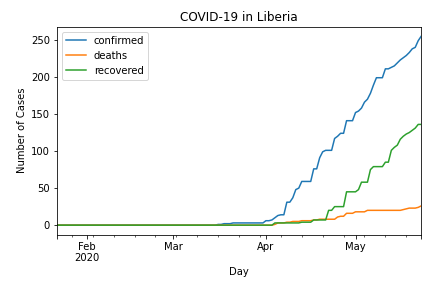 COVID-19 in Liberia
confirmed
deaths
recovered
Number of Cases
250
200
150
100
50
0
Feb
2020
Mar
Apr
May
Day